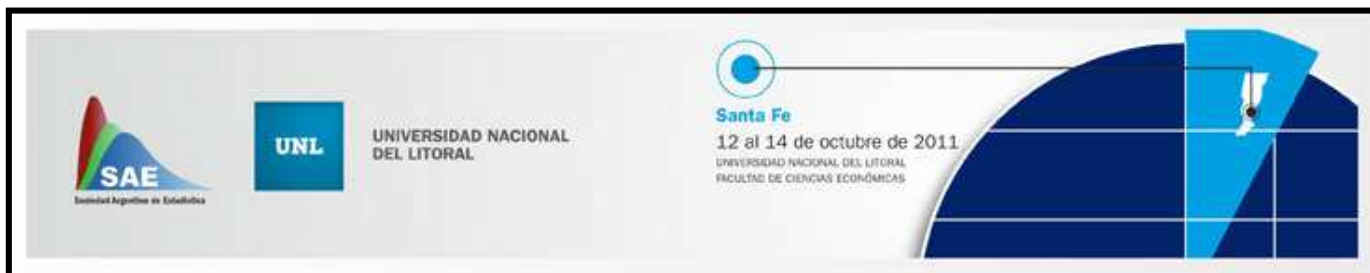 SAE
Sociedad Argentina de Estadística
UNL
UNIVERSIDAD NACIONAL
DEL LITORAL
Santa Fe
12 al 14 de octubre de 2011
UNIVERSIDAD NACIONAL DEL LITORAL
FACULTAD DE CIENCIAS ECONÓMICAS